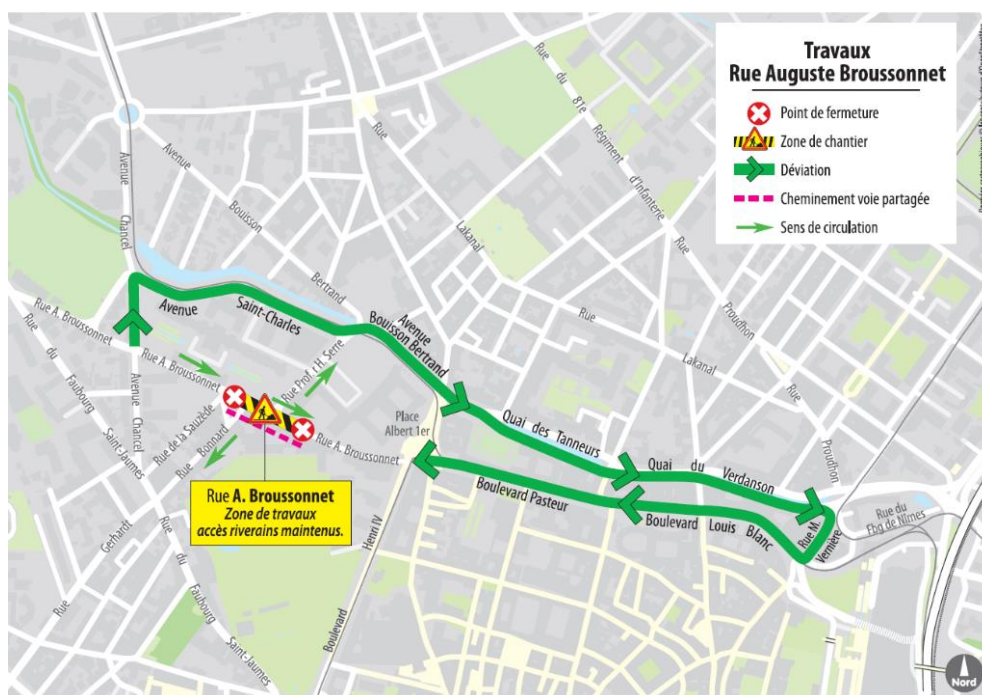 Travaux
Rue Auguste Broussonnet
Point de fermeture
Zone de chantier
Déviation
Cheminement voie partagée
Sens de circulation
Rue
du
81e
Régiment
d'Infanterie
Rue
Proudhon
Rue
Proudhon
Avenue
Chancel
Avenue
Bouisson
Bertrand
Rue
Lakanal
Rue
Lakanal
Avenue
Saint-Charles
Avenue
Bouisson Bertrand
Rue A. Broussonnet
Rue A. Broussonnet
Rue Prof. H. Serre
Rue
du
Faubourg
Saint-Jaumes
Avenue Chancel
Rue de la Sauzède
Rue Bonnard
Rue A. Broussonnet
Place
Albert 1er
Quai des Tanneurs
Quai du Verdanson
Boulevard Pasteur
Boulevard Louis Blanc
Rue M.
Vernière
Rue du
Fbg de Nîmes
Rue A. Broussonnet
Zone de travaux
accès riverains maintenus.
Rue Gerhardt
Rue
du
Faubourg
Saint-Jaumes
Boulevard
Henri IV
Nord